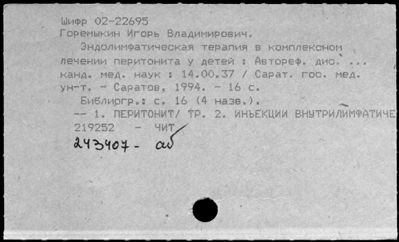 Шифр 02-22695
Горемыкин Игорь Владимирович.
Эндолимфатическая терапия в комплексном
лечении перитонита у детей : Автореф. дис. ...
канд. мед. наук : 14.00.37 / Сарат. гос. мед.
ун-т. - Саратов, 1994. - 16 с.
Библиогр.: с. 16 (4 назв.).
-- 1. ПЕРИТОНИТ/ ТР. 2. ИНЪЕКЦИИ ВНУТРИЛИМФАТИЧЕ
219252 - ЧИТ
243407 - аб